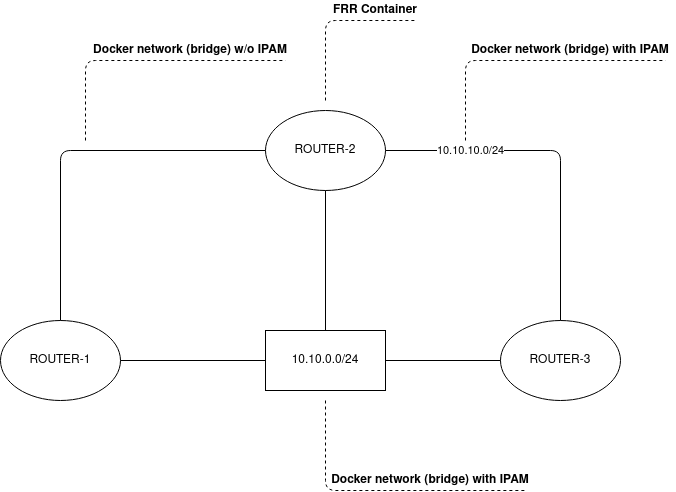 FRR Container
Docker network (bridge) w/o IPAM
Docker network (bridge) with IPAM
ROUTER-2
10.10.10.0/24
ROUTER-1
10.10.0.0/24
ROUTER-3
Docker network (bridge) with IPAM